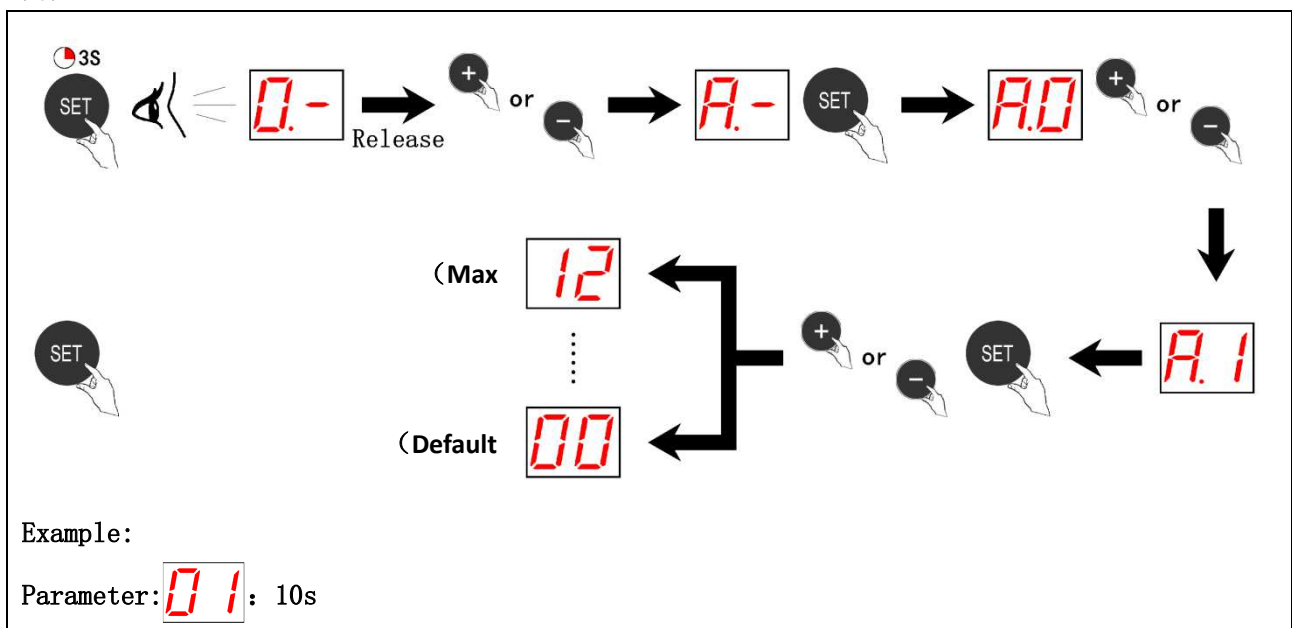 3S
SET
0.-
Release
+
or
-
A.-
SET
A.0
+
or
-
A.1
SET
+
or
-
（Max 12
（Default 00
SET
Example:
Parameter: 01: 10s